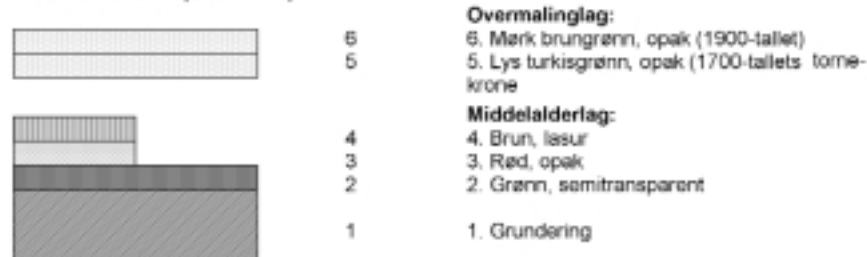 Overmalinglag:
6 6. Mørk brungrønn, opak (1900-tallet)
5 5. Lys turkisgrønn, opak (1700-tallets torne-
krone
Middelalderlag:
4 4. Brun, lasur
3 3. Rød, opak
2 2. Grønn, semitransparent
1 1. Grundering